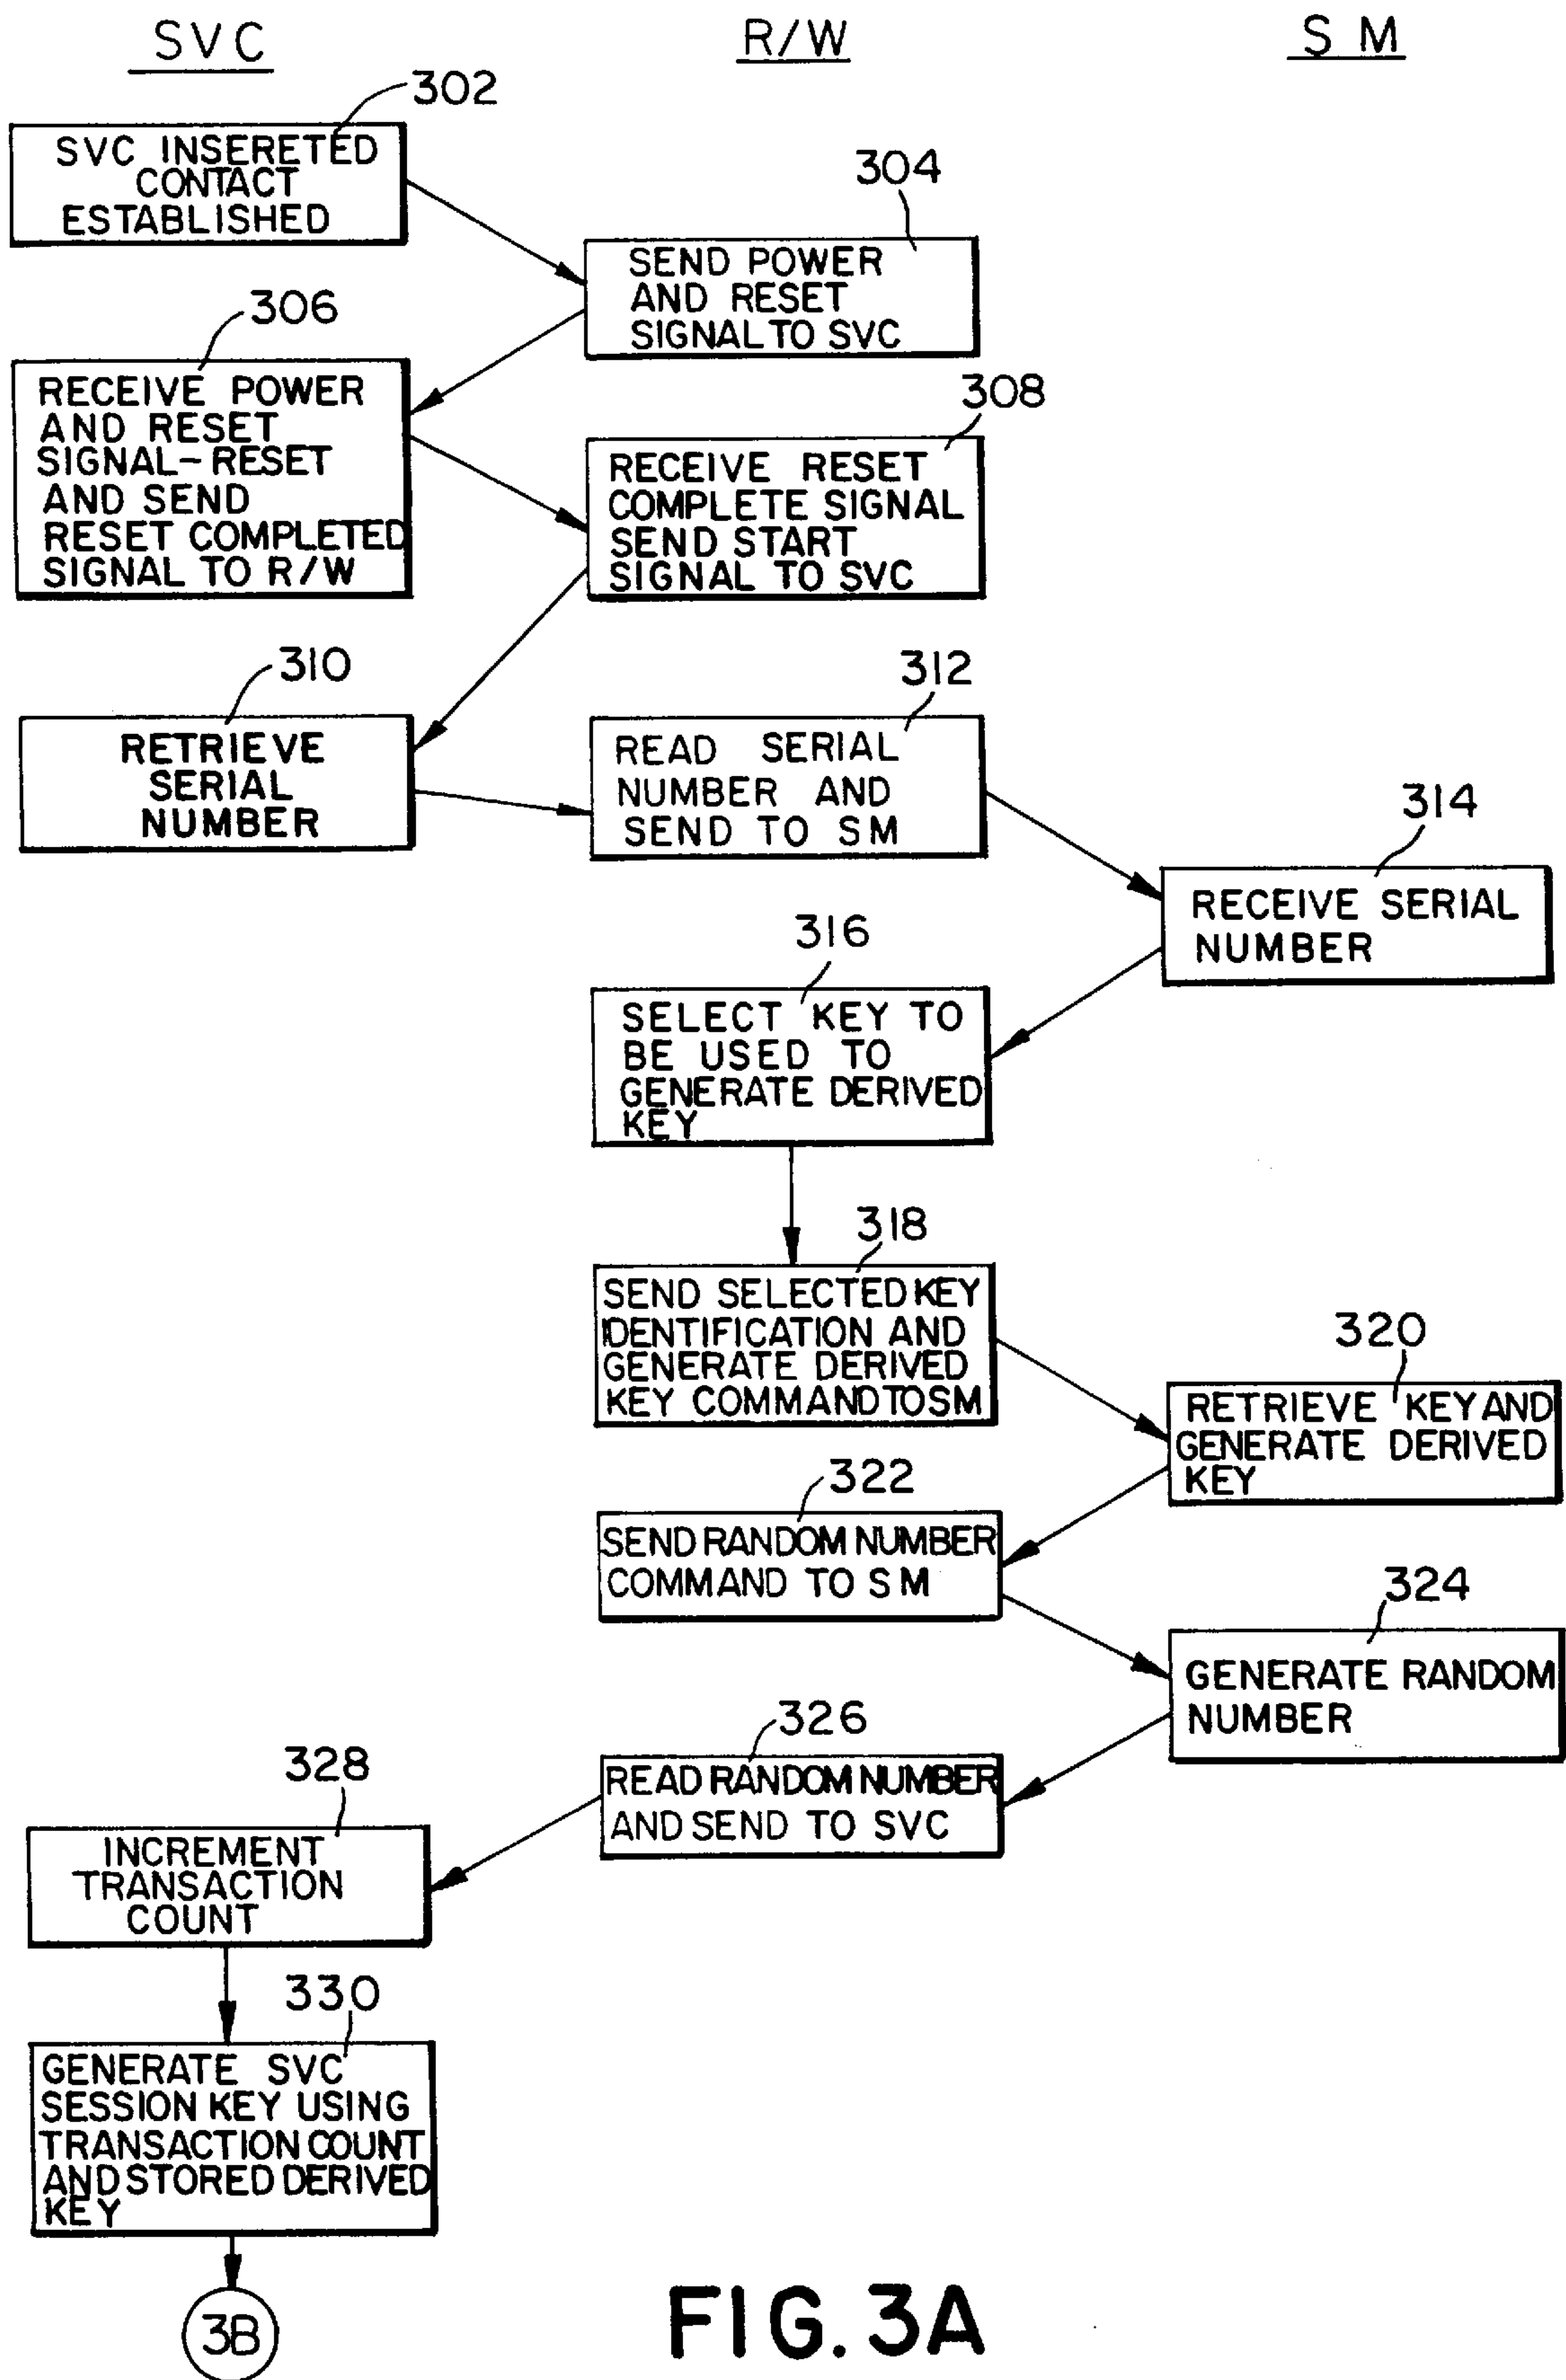 SVC
R/W
SM
302
SVC INSERETED
CONTACT
ESTABLISHED
304
SEND POWER
AND RESET
SIGNAL TO SVC
306
RECEIVE POWER
AND RESET
SIGNAL-RESET
AND SEND
RESET COMPLETED
SIGNAL TO R/W
308
RECEIVE RESET
COMPLETE SIGNAL
SEND START
SIGNAL TO SVC
310
RETRIEVE
SERIAL
NUMBER
312
READ SERIAL
NUMBER AND
SEND TO SM
314
RECEIVE SERIAL
NUMBER
316
SELECT KEY TO
BE USED TO
GENERATE DERIVED
KEY
318
SEND SELECTED KEY
IDENTIFICATION AND
GENERATE DERIVED
KEY COMMAND TO SM
320
RETRIEVE KEY AND
GENERATE DERIVED
KEY
322
SEND RANDOM NUMBER
COMMAND TO SM
324
GENERATE RANDOM
NUMBER
326
READ RANDOM NUMBER
AND SEND TO SVC
328
INCREMENT
TRANSACTION
COUNT
330
GENERATE SVC
SESSION KEY USING
TRANSACTION COUNT
AND STORED DERIVED
KEY
3B
FIG. 3A